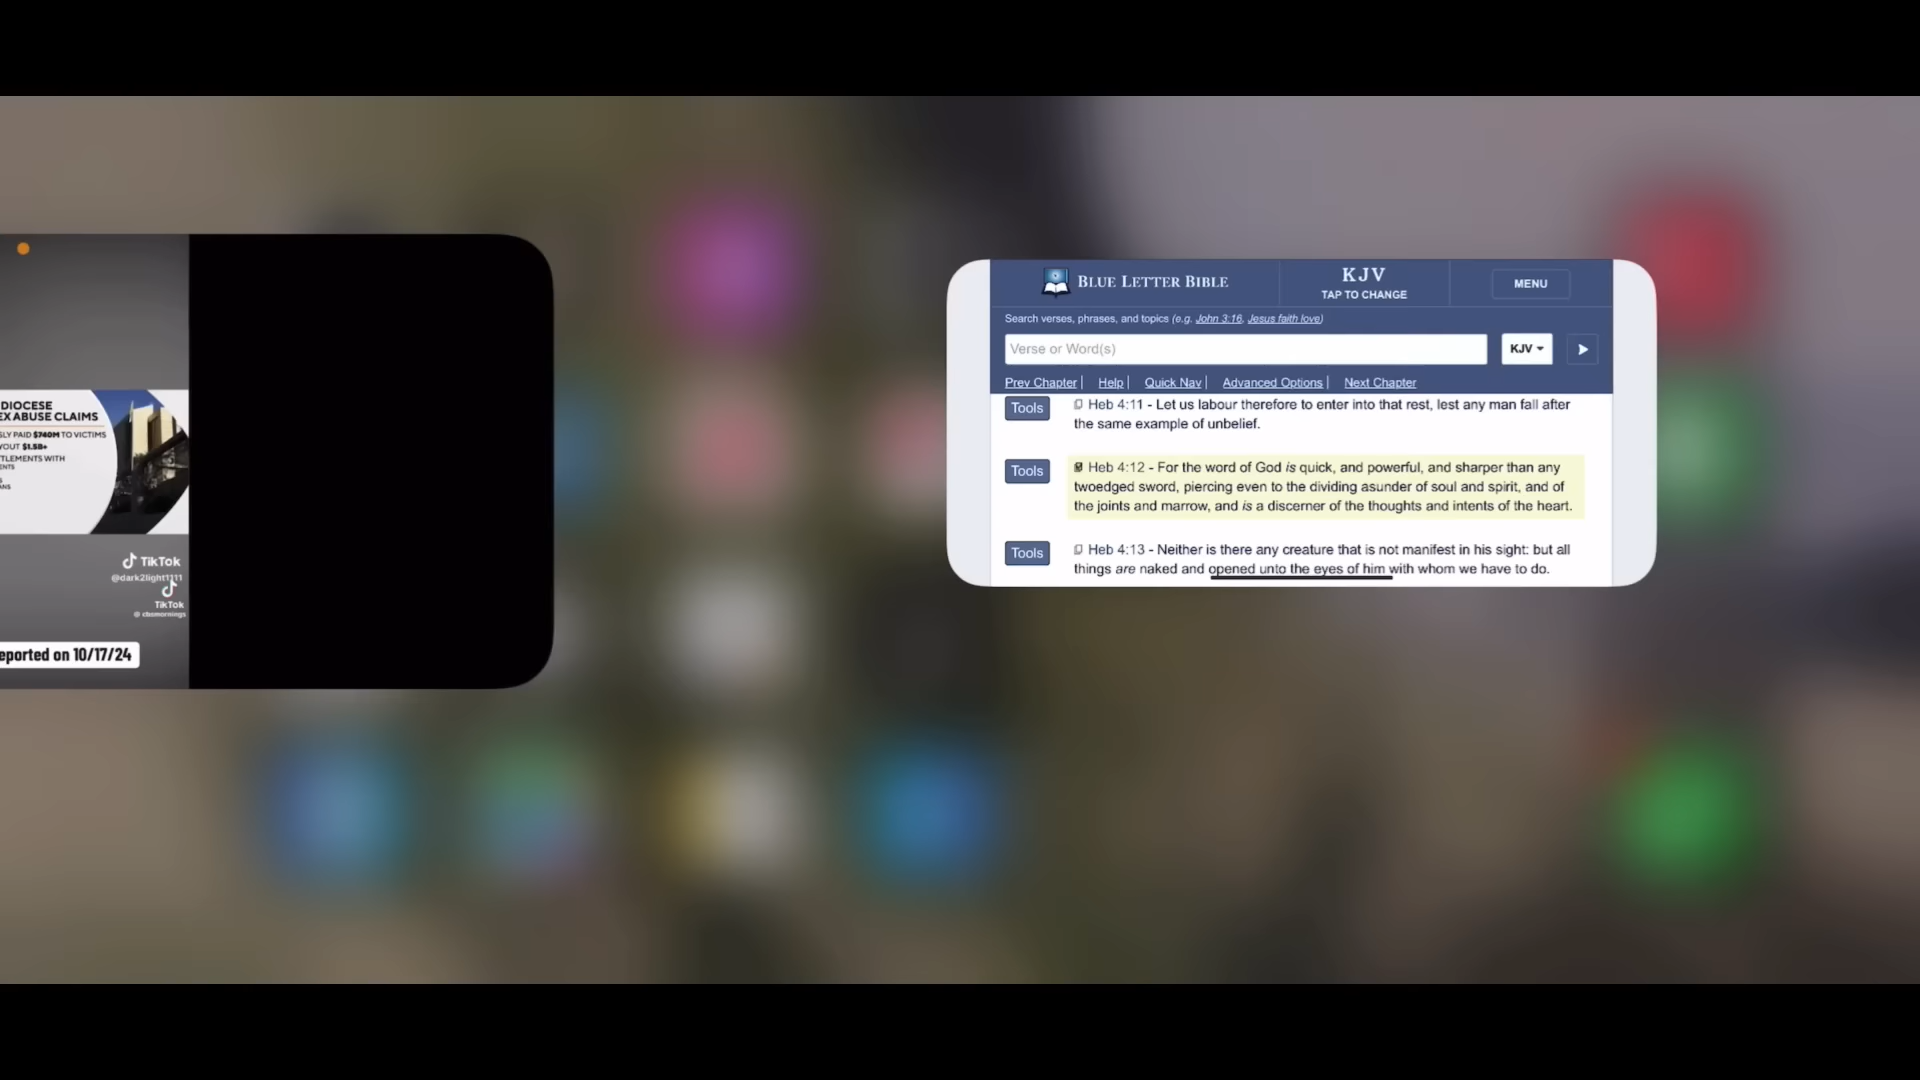 DIOCESE
EX ABUSE CLAIMS
SLY PAID $740M TO VICTIMS
YOUT $1.5B+
TLEMENTS WITH
ENTS
S
ANS
TikTok
@dark2light1111
TikTok
@ cbsmornings
eported on 10/17/24
BLUE LETTER BIBLE
KJV
TAP TO CHANGE
MENU
Search verses, phrases, and topics (e.g. John 3:16, Jesus faith love)
Verse or Word(s)
KJV
Prev Chapter | Help | Quick Nav | Advanced Options | Next Chapter
Tools
Heb 4:11 - Let us labour therefore to enter into that rest, lest any man fall after
the same example of unbelief.
Tools
Heb 4:12 - For the word of God is quick, and powerful, and sharper than any
twoedged sword, piercing even to the dividing asunder of soul and spirit, and of
the joints and marrow, and is a discerner of the thoughts and intents of the heart.
Tools
Heb 4:13 - Neither is there any creature that is not manifest in his sight: but all
things are naked and opened unto the eyes of him with whom we have to do.